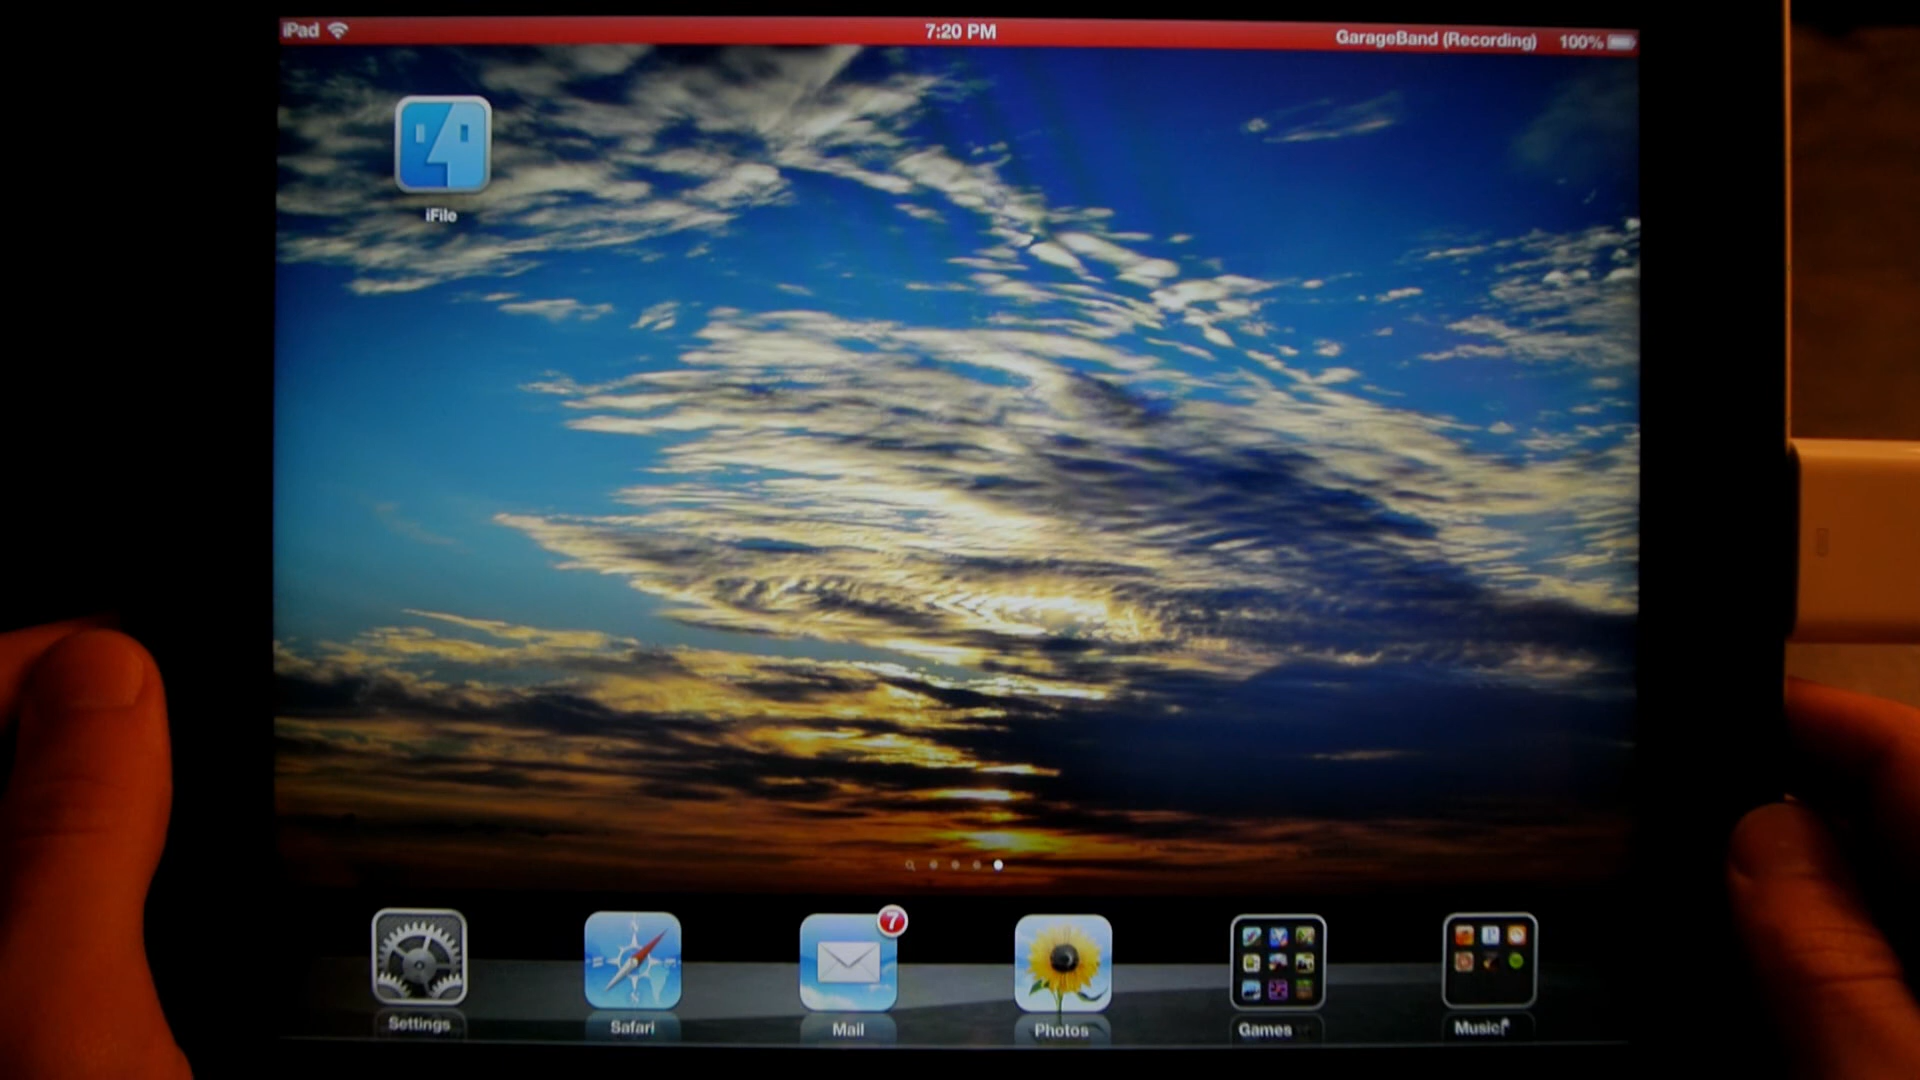 iPad 7:20 PM GarageBand (Recording) 100%
iFile
7
Settings Safari Mail Photos Games Music